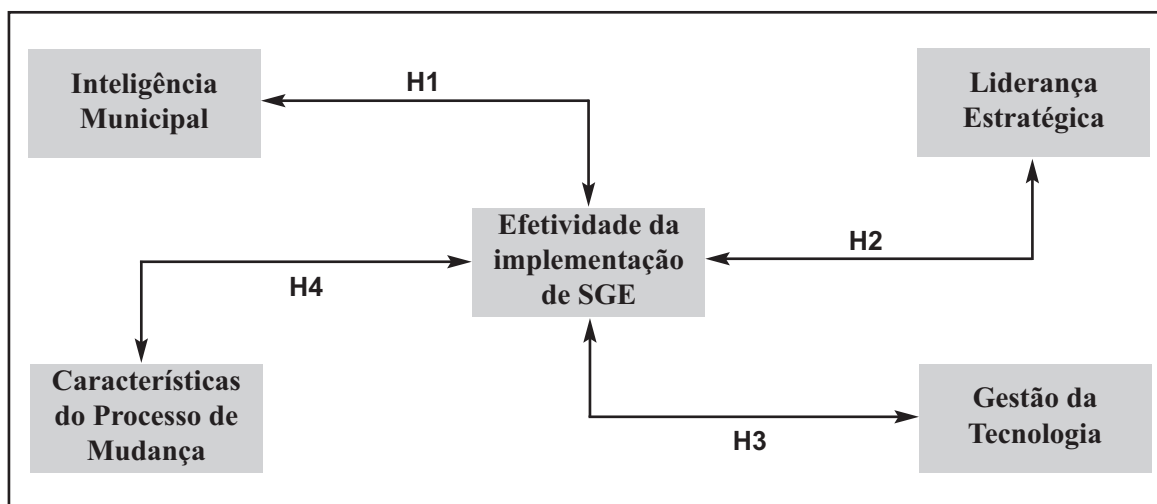 Inteligência
Municipal
H1
Liderança
Estratégica
Efetividade da
implementação
de SGE
H2
H4
Características
do Processo de
Mudança
H3
Gestão da
Tecnologia